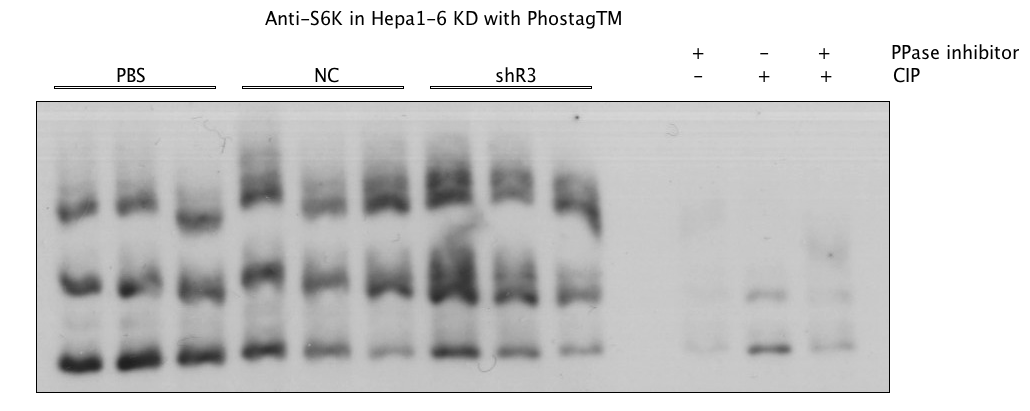 Anti-S6K in Hepa1-6 KD with PhostagTM
+ - + PPase inhibitor
PBS NC shR3 - + + CIP